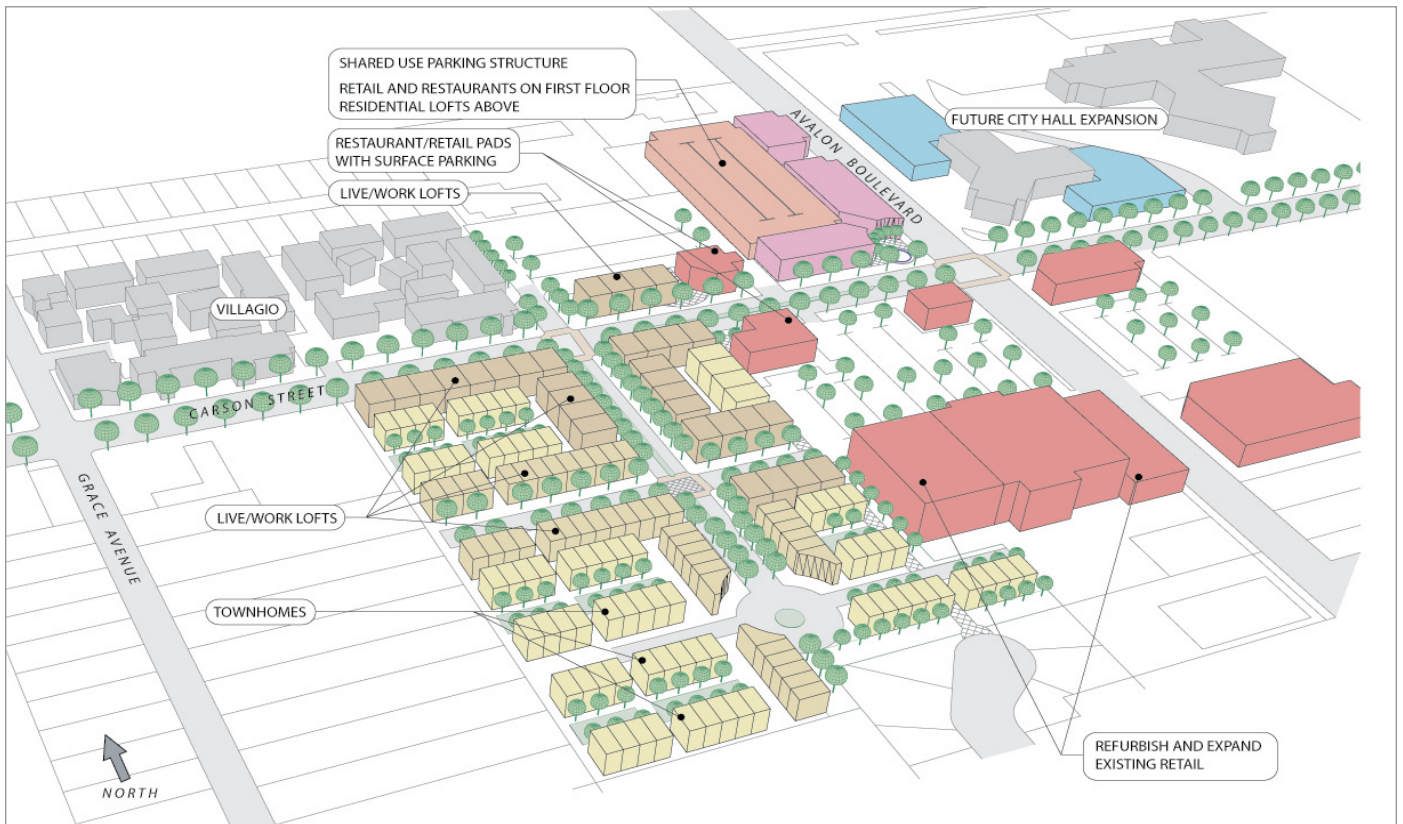 SHARED USE PARKING STRUCTURE
RETAIL AND RESTAURANTS ON FIRST FLOOR
RESIDENTIAL LOFTS ABOVE
RESTAURANT/RETAIL PADS
WITH SURFACE PARKING
LIVE/WORK LOFTS
AVALON BOULEVARD
FUTURE CITY HALL EXPANSION
VILLAGIO
CARSON STREET
GRACE AVENUE
LIVE/WORK LOFTS
TOWNHOMES
REFURBISH AND EXPAND
EXISTING RETAIL
NORTH